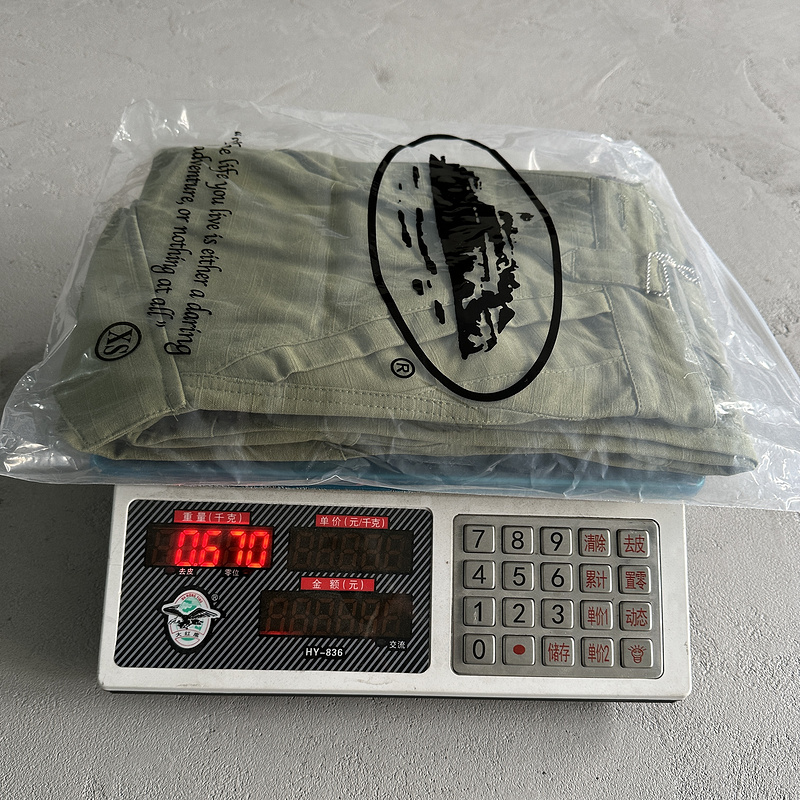 "The life you live is either a daring
adventure, or nothing at all"
XS
®
重量(千克)
单价(元/千克)
0.670
去皮
零位
金额(元)
®
大红鹰
HY-836
交流
7 8 9 清除 去皮
4 5 6 累计 置零
1 2 3 单价1 动态
0 储存 单价2